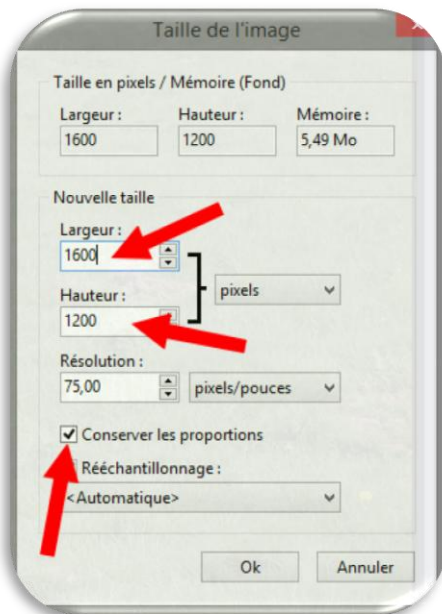 Taille de l'image
Taille en pixels / Mémoire (Fond)
Largeur : Hauteur : Mémoire :
1600 1200 5,49 Mo
Nouvelle taille
Largeur :
1600
pixels
Hauteur :
1200
Résolution :
75,00 pixels/pouces
Conserver les proportions
Rééchantillonnage :
<Automatique>
Ok Annuler